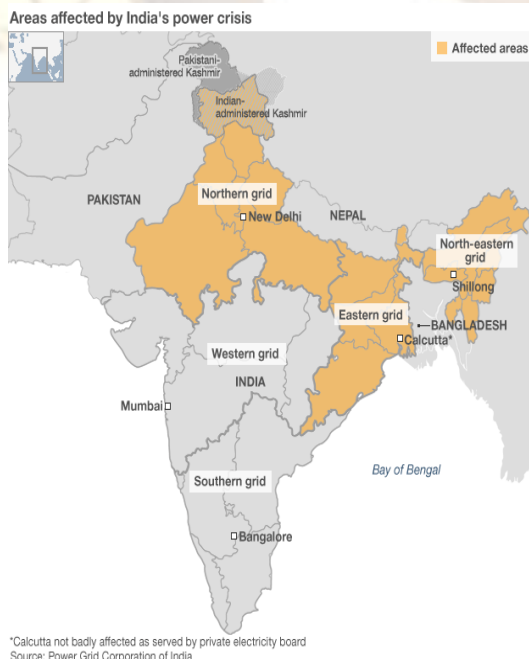 Areas affected by India's power crisis
Affected areas
Pakistani-
administered Kashmir
Indian-
administered Kashmir
PAKISTAN
Northern grid
New Delhi
NEPAL
North-eastern
grid
Shillong
Eastern grid
BANGLADESH
Calcutta*
Western grid
INDIA
Mumbai
Bay of Bengal
Southern grid
Bangalore
*Calcutta not badly affected as served by private electricity board
Source: Power Grid Corporation of India